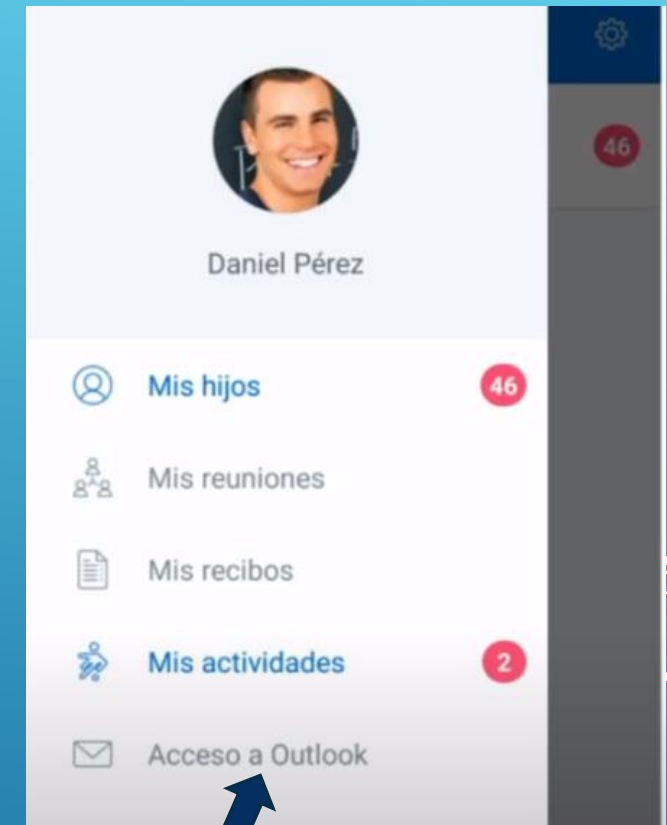 46
Daniel Pérez
Mis hijos 46
Mis reuniones
Mis recibos
Mis actividades 2
Acceso a Outlook